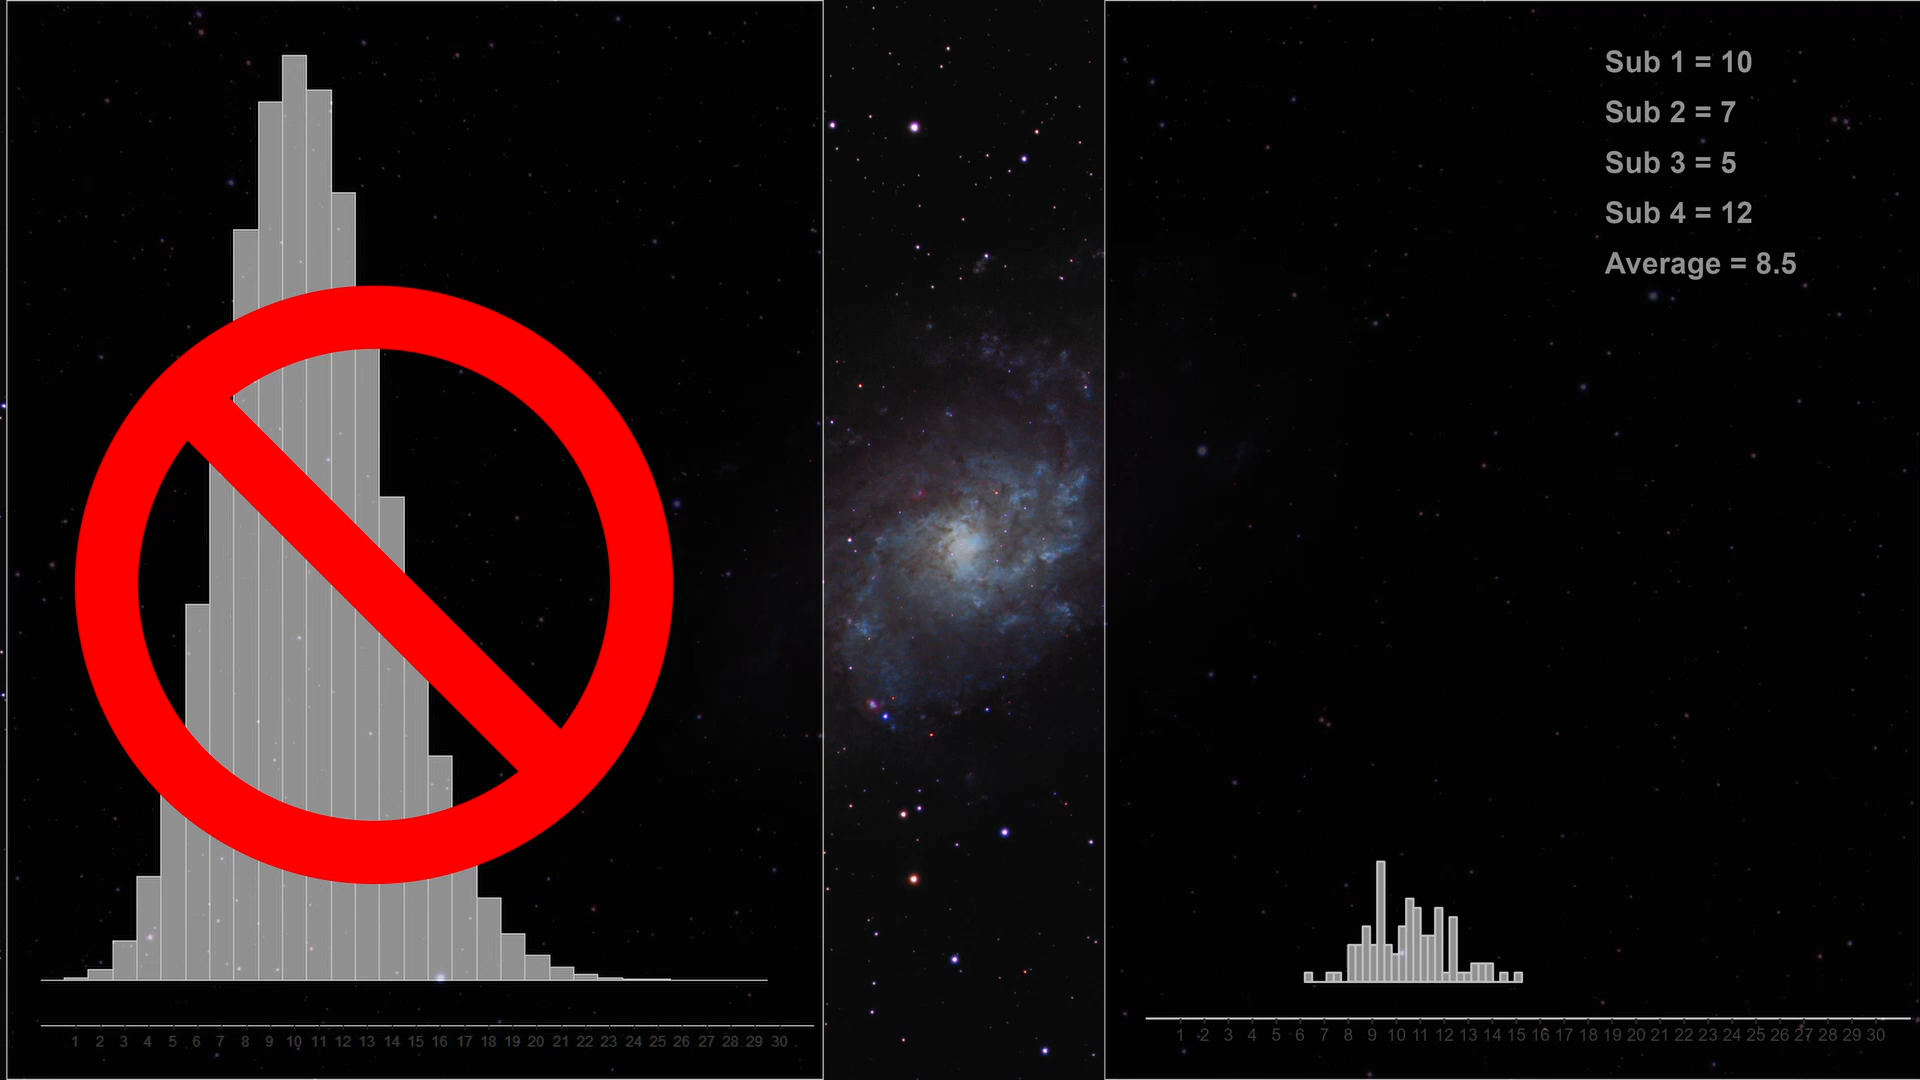 1 2 3 4 5 6 7 8 9 10 11 12 13 14 15 16 17 18 19 20 21 22 23 24 25 26 27 28 29 30
Sub 1 = 10
Sub 2 = 7
Sub 3 = 5
Sub 4 = 12
Average = 8.5
1 2 3 4 5 6 7 8 9 10 11 12 13 14 15 16 17 18 19 20 21 22 23 24 25 26 27 28 29 30